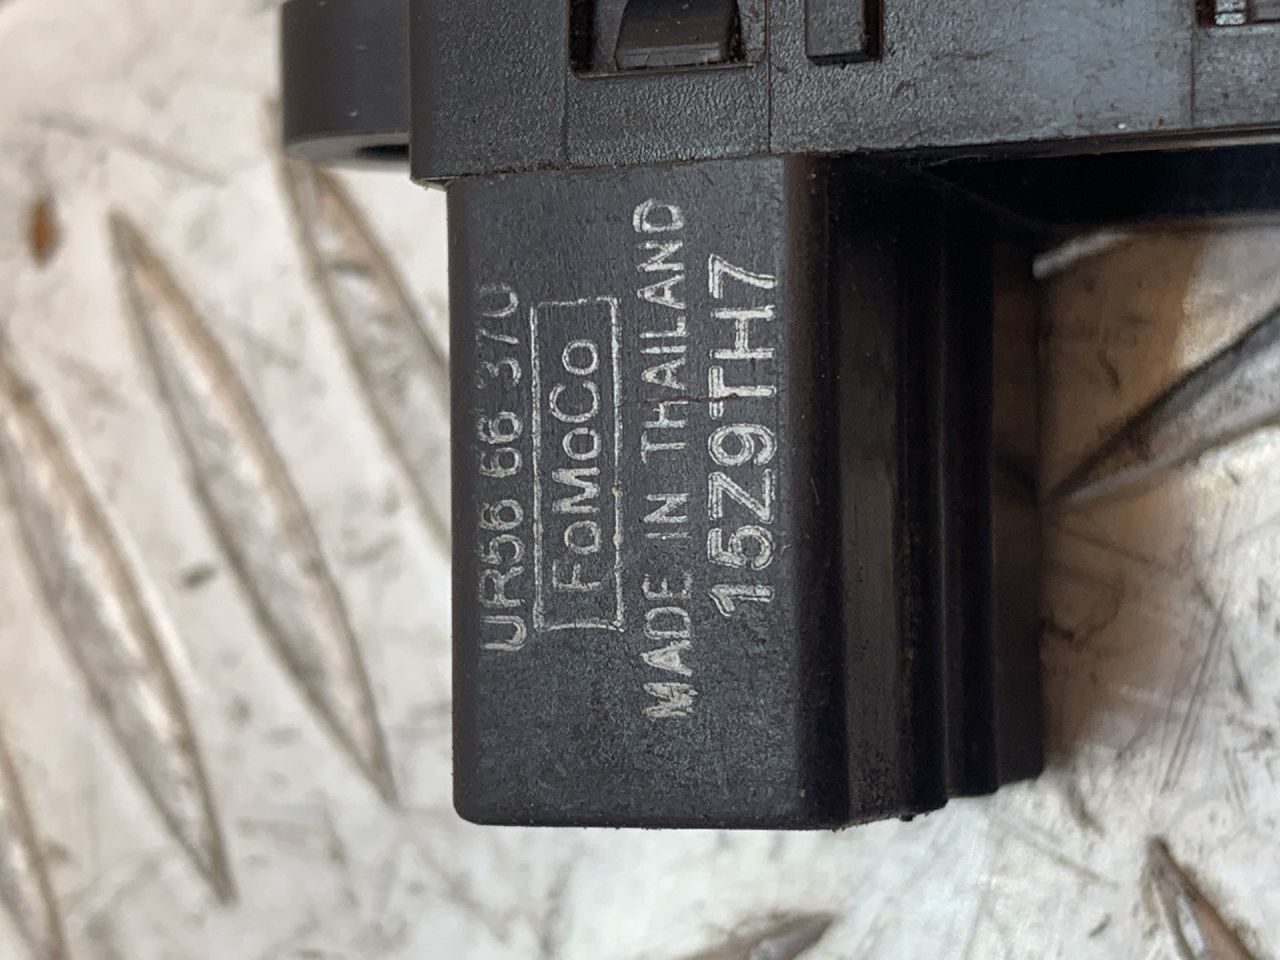 UR56 66 370
FoMoCo
MADE IN THAILAND
15Z9TH7